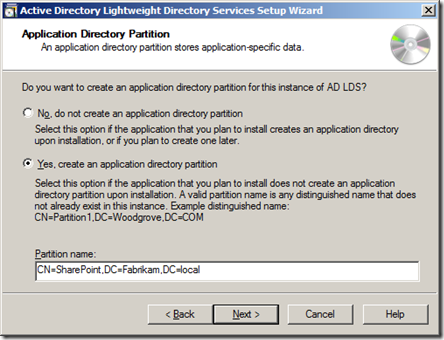 Active Directory Lightweight Directory Services Setup Wizard
Application Directory Partition
An application directory partition stores application-specific data.
Do you want to create an application directory partition for this instance of AD LDS?
No, do not create an application directory partition
Select this option if the application that you plan to install creates an application directory
upon installation, or if you plan to create one later.
Yes, create an application directory partition
Select this option if the application that you plan to install does not create an application
directory partition upon installation. A valid partition name is any distinguished name that does
not already exist in this instance. Example distinguished name:
CN=Partition1,DC=Woodgrove,DC=COM
Partition name:
CN=SharePoint,DC=Fabrikam,DC=local
< Back Next > Cancel Help